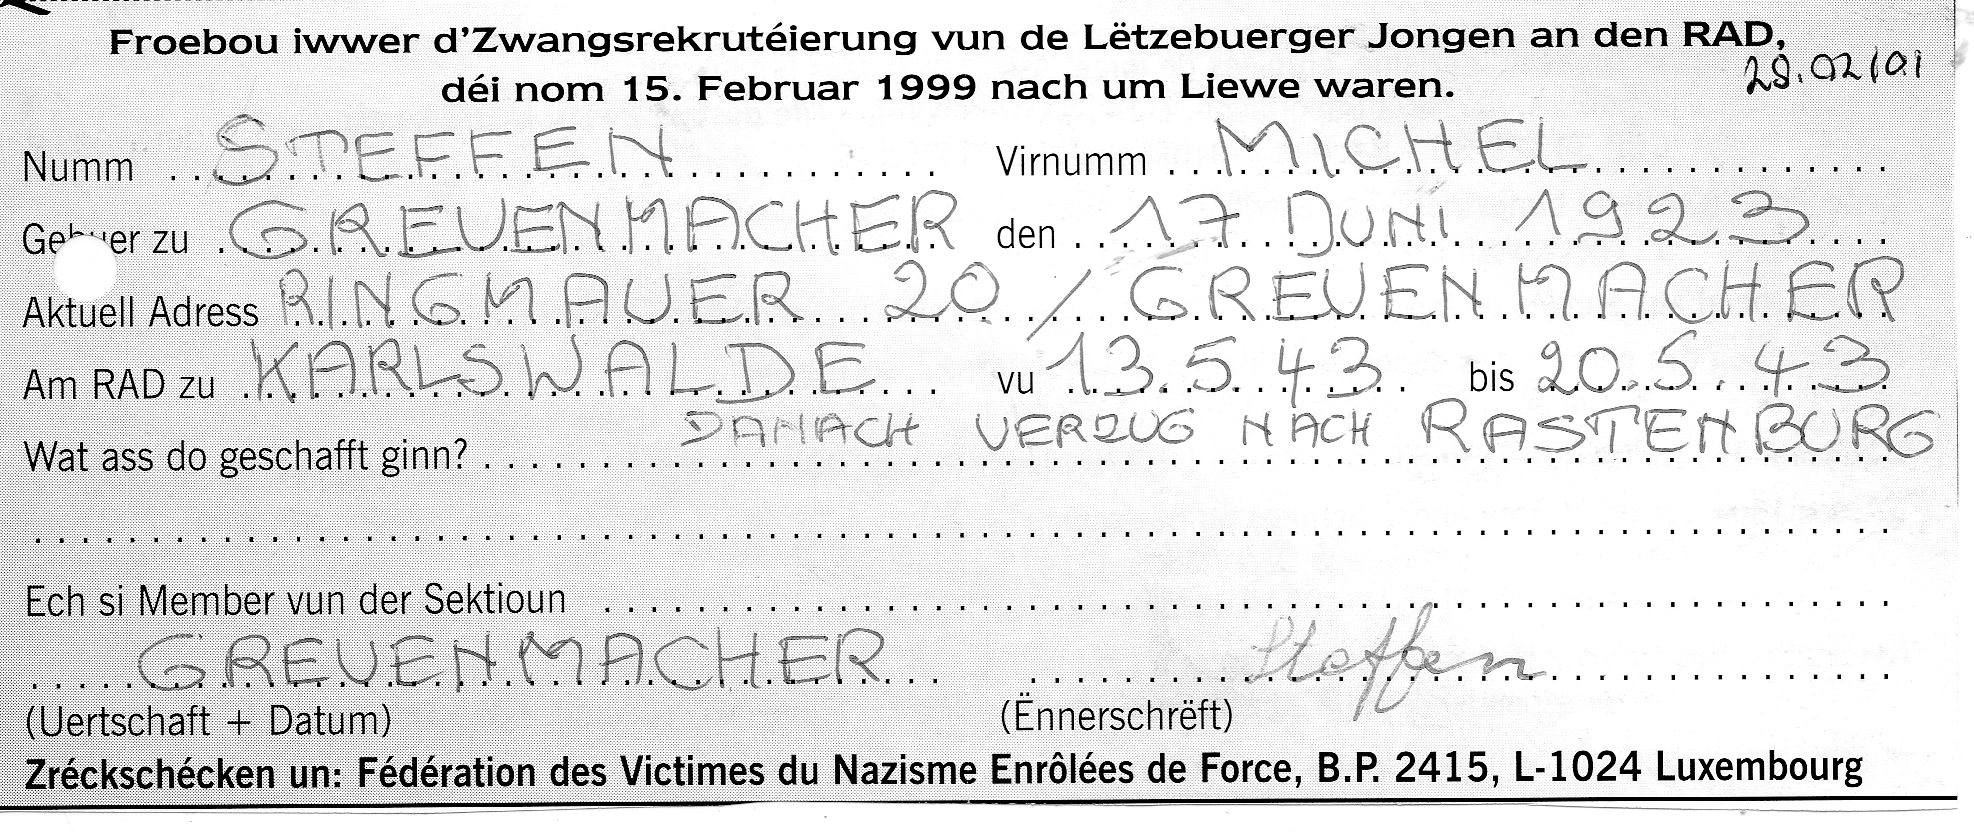 Froebou iwwer d'Zwangsrekrutéierung vun de Lëtzebuerger Jongen an den RAD,
déi nom 15. Februar 1999 nach um Liewe waren.
28.02/01
Numm STEFFEN Virnumm MICHEL
Gebuer zu GREVENMACHER den 17 JUNI 1923
Aktuell Adress RINGMAUER 20 / GREVENMACHER
Am RAD zu KARLSWALDE vu 13.5.43 bis 20.5.43
DANACH VERZUG NACH RASTENBURG
Wat ass do geschafft ginn?
Ech si Member vun der Sektioun
GREVENMACHER Steffen
(Uertschaft + Datum) (Ënnerschrëft)
Zréckschécken un: Fédération des Victimes du Nazisme Enrôlées de Force, B.P. 2415, L-1024 Luxembourg